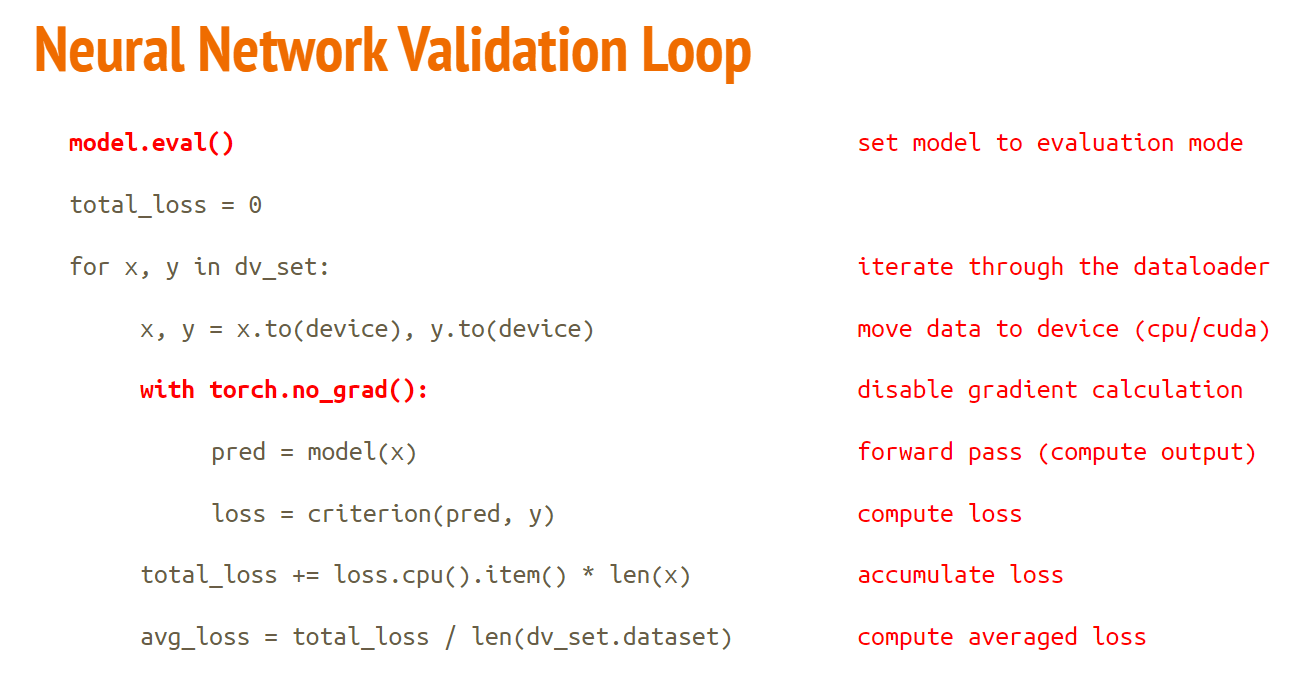 Neural Network Validation Loop
model.eval() set model to evaluation mode
total_loss = 0
for x, y in dv_set: iterate through the dataloader
x, y = x.to(device), y.to(device) move data to device (cpu/cuda)
with torch.no_grad(): disable gradient calculation
pred = model(x) forward pass (compute output)
loss = criterion(pred, y) compute loss
total_loss += loss.cpu().item() * len(x) accumulate loss
avg_loss = total_loss / len(dv_set.dataset) compute averaged loss